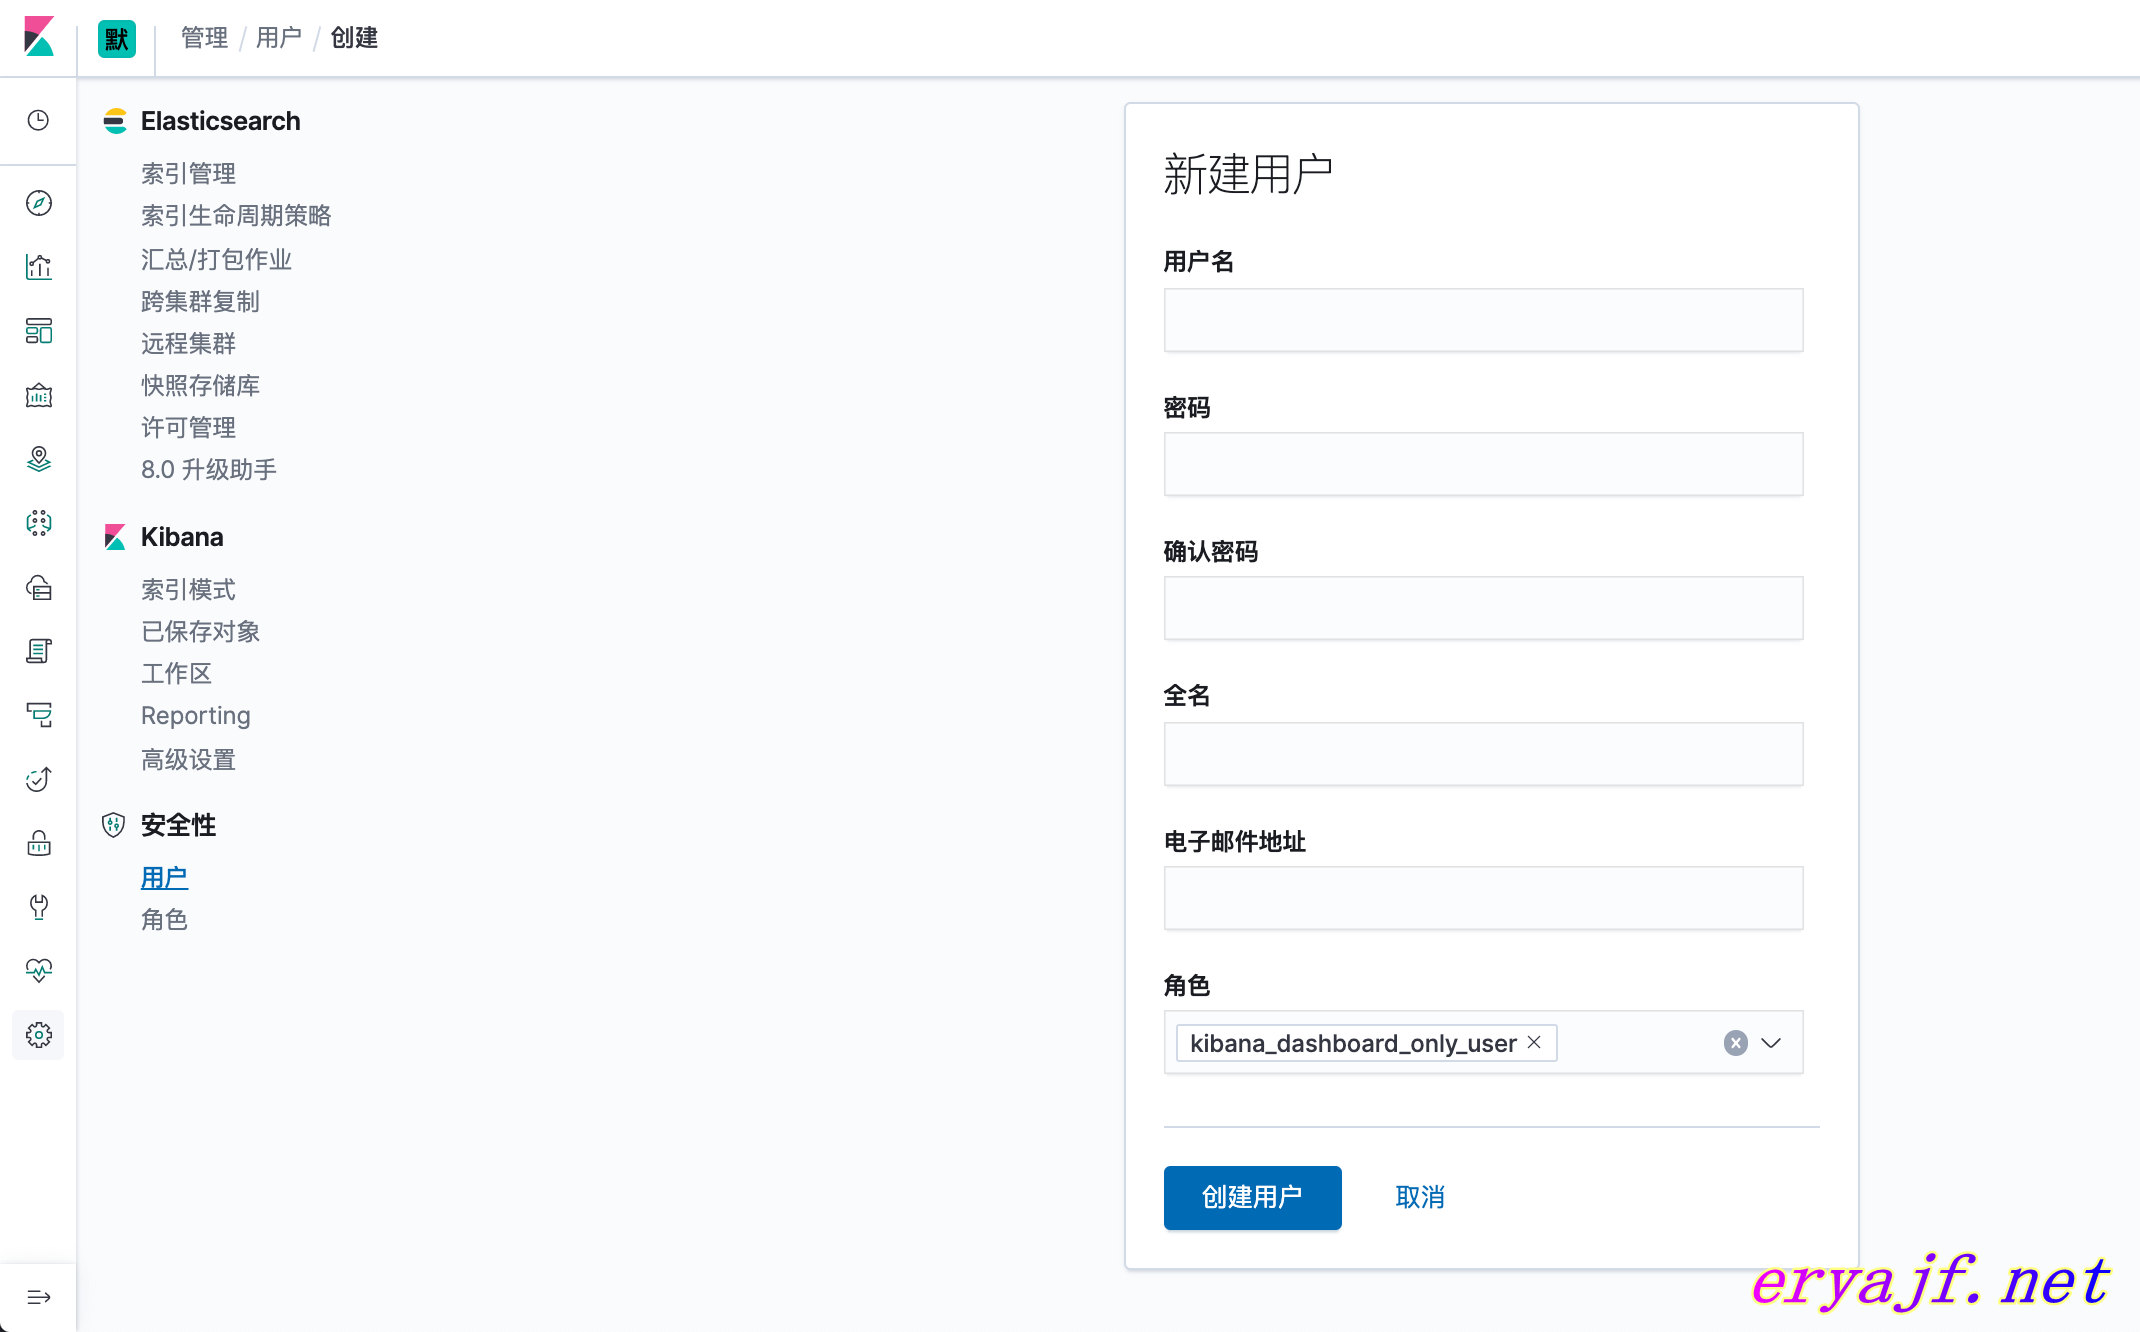 默 管理 / 用户 / 创建
Elasticsearch
索引管理
索引生命周期策略
汇总/打包作业
跨集群复制
远程集群
快照存储库
许可管理
8.0 升级助手
Kibana
索引模式
已保存对象
工作区
Reporting
高级设置
安全性
用户
角色
新建用户
用户名
密码
确认密码
全名
电子邮件地址
角色
kibana_dashboard_only_user
创建用户 取消
eryajf.net